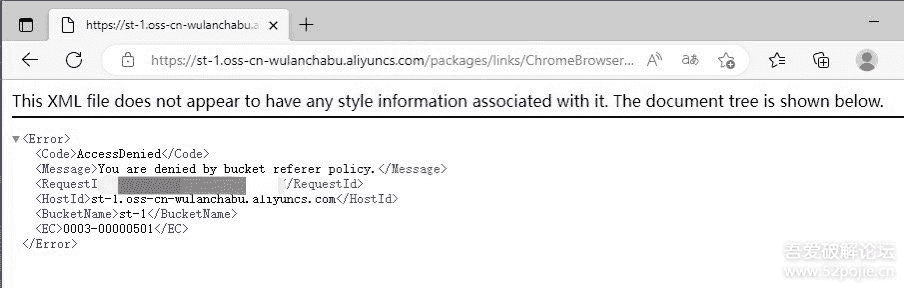 https://st-1.oss-cn-wulanchabu.a
https://st-1.oss-cn-wulanchabu.aliyuncs.com/packages/links/ChromeBrowser...
This XML file does not appear to have any style information associated with it. The document tree is shown below.
▼<Error>
<Code>AccessDenied</Code>
<Message>You are denied by bucket referer policy.</Message>
<RequestI /RequestId>
<HostId>st-1.oss-cn-wulanchabu.aliyuncs.com</HostId>
<BucketName>st-1</BucketName>
<EC>0003-00000501</EC>
</Error>
吾爱破解论坛
www.52pojie.cn